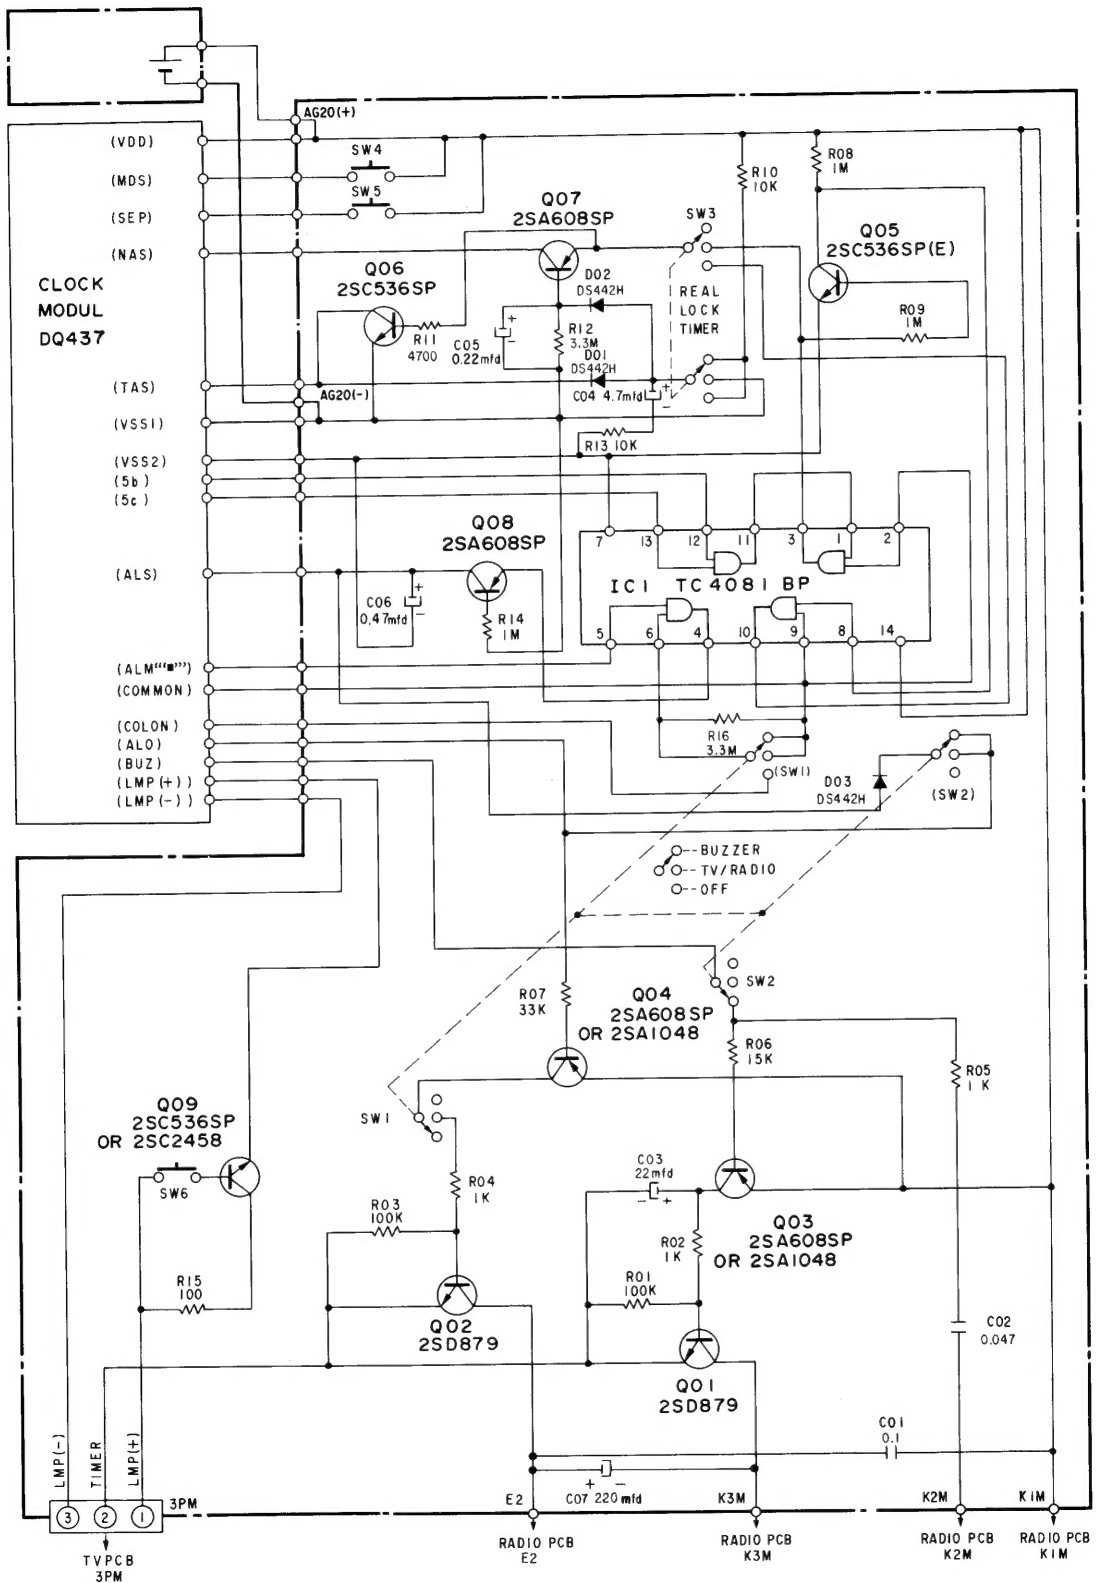 AG20(+)
(VDD)
SW4
(MDS)
SW5
(SEP)
(NAS)
CLOCK
MODUL
DQ437
Q07
2SA608SP
R10
10K
R08
1M
SW3
Q05
2SC536SP(E)
Q06
2SC536SP
D02
DS442H
REAL
LOCK
TIMER
R11
4700
C05
0.22mfd
R12
3.3M
D01
DS442H
R09
1M
(TAS)
AG20(-)
C04 4.7mfd
+
-
(VSS1)
R13 10K
(VSS2)
(5b)
(5c)
Q08
2SA608SP
7 13 12 11 3 1 2
IC1 TC4081BP
(ALS)
C06
0.47mfd
+
-
R14
1M
5 6 4 10 9 8 14
(ALM"■")
(COMMON)
(COLON)
(ALO)
(BUZ)
(LMP(+))
(LMP(-))
R16
3.3M
(SW1)
D03
DS442H
(SW2)
BUZZER
TV/RADIO
OFF
R07
33K
Q04
2SA608SP
OR 2SA1048
SW2
R06
15K
R05
1K
Q09
2SC536SP
OR 2SC2458
SW1
SW6
R04
1K
C03
22mfd
- +
R03
100K
R02
1K
Q03
2SA608SP
OR 2SA1048
R15
100
R01
100K
Q02
2SD879
C02
0.047
Q01
2SD879
C01
0.1
LMP(-)
TIMER
LMP(+)
+ -
C07 220mfd
3PM
3 2 1
E2
K3M
K2M
K1M
TVPCB
3PM
RADIO PCB
E2
RADIO PCB
K3M
RADIO PCB
K2M
RADIO PCB
K1M